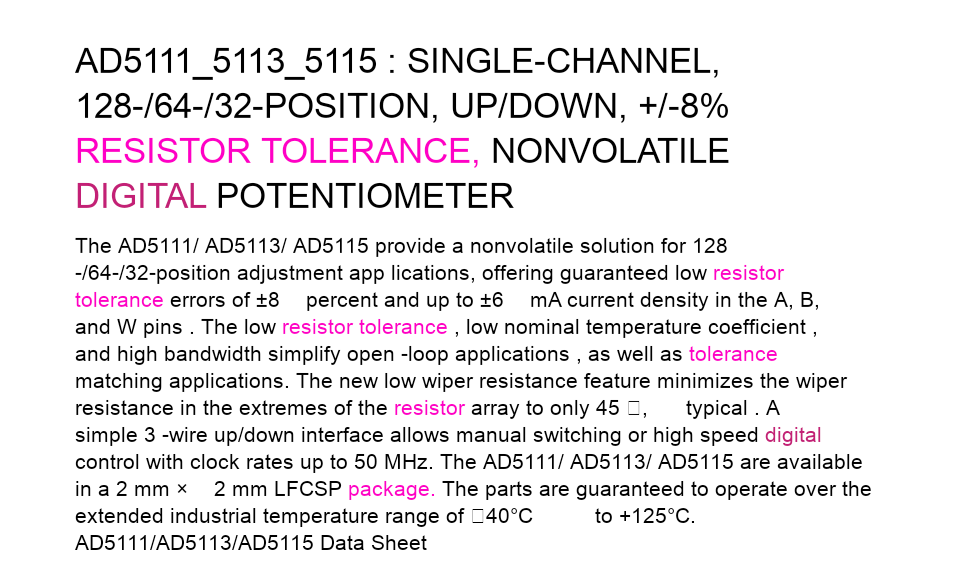 AD5111_5113_5115 : SINGLE-CHANNEL,
128-/64-/32-POSITION, UP/DOWN, +/-8%
RESISTOR TOLERANCE, NONVOLATILE
DIGITAL POTENTIOMETER
The AD5111/ AD5113/ AD5115 provide a nonvolatile solution for 128
-/64-/32-position adjustment app lications, offering guaranteed low resistor
tolerance errors of ±8 percent and up to ±6 mA current density in the A, B,
and W pins . The low resistor tolerance , low nominal temperature coefficient ,
and high bandwidth simplify open -loop applications , as well as tolerance
matching applications. The new low wiper resistance feature minimizes the wiper
resistance in the extremes of the resistor array to only 45 , typical . A
simple 3 -wire up/down interface allows manual switching or high speed digital
control with clock rates up to 50 MHz. The AD5111/ AD5113/ AD5115 are available
in a 2 mm × 2 mm LFCSP package. The parts are guaranteed to operate over the
extended industrial temperature range of 40°C to +125°C.
AD5111/AD5113/AD5115 Data Sheet